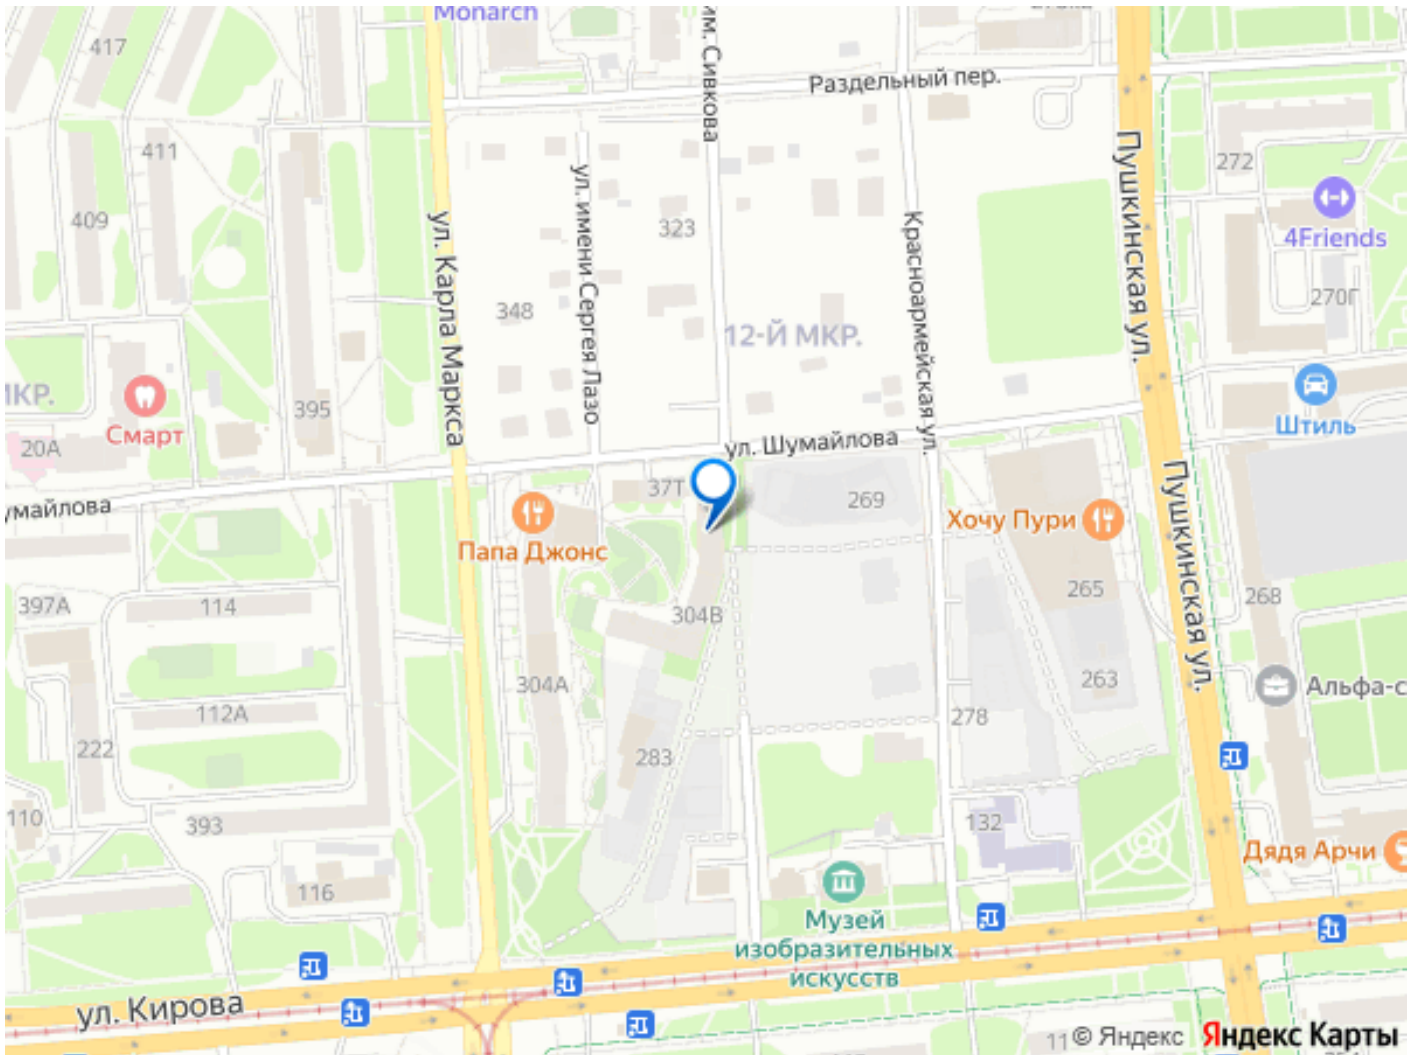 Monarch
417
им. Сивкова
Раздельный пер.
411
272
409
ул. Карла Маркса
ул. имени Сергея Лазо
323
Красноармейская ул.
Пушкинская ул.
4Friends
270Г
348
12-Й МКР.
МКР.
Смарт
395
20А
ул. Шумайлова
Штиль
умайлова
37Т
269
Папа Джонс
Хочу Пури
Пушкинская ул.
397А
114
304В
265
268
304А
263
Альфа-с
112А
278
222
283
110
393
132
Дядя Арчи
116
Музей
изобразительных
искусств
ул. Кирова
11
© Яндекс
Яндекс Карты